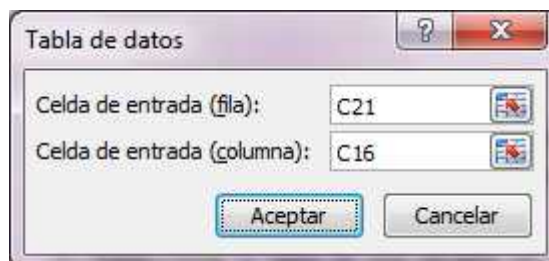 Tabla de datos
Celda de entrada (fila): C21
Celda de entrada (columna): C16
Aceptar Cancelar